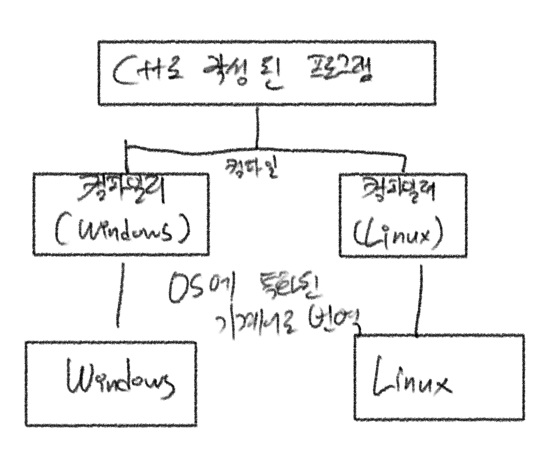 C++로 작성된 프로그램
컴파일
컴파일러
(Windows)
컴파일러
(Linux)
OS에 특화된
기계어로 번역
Windows
Linux